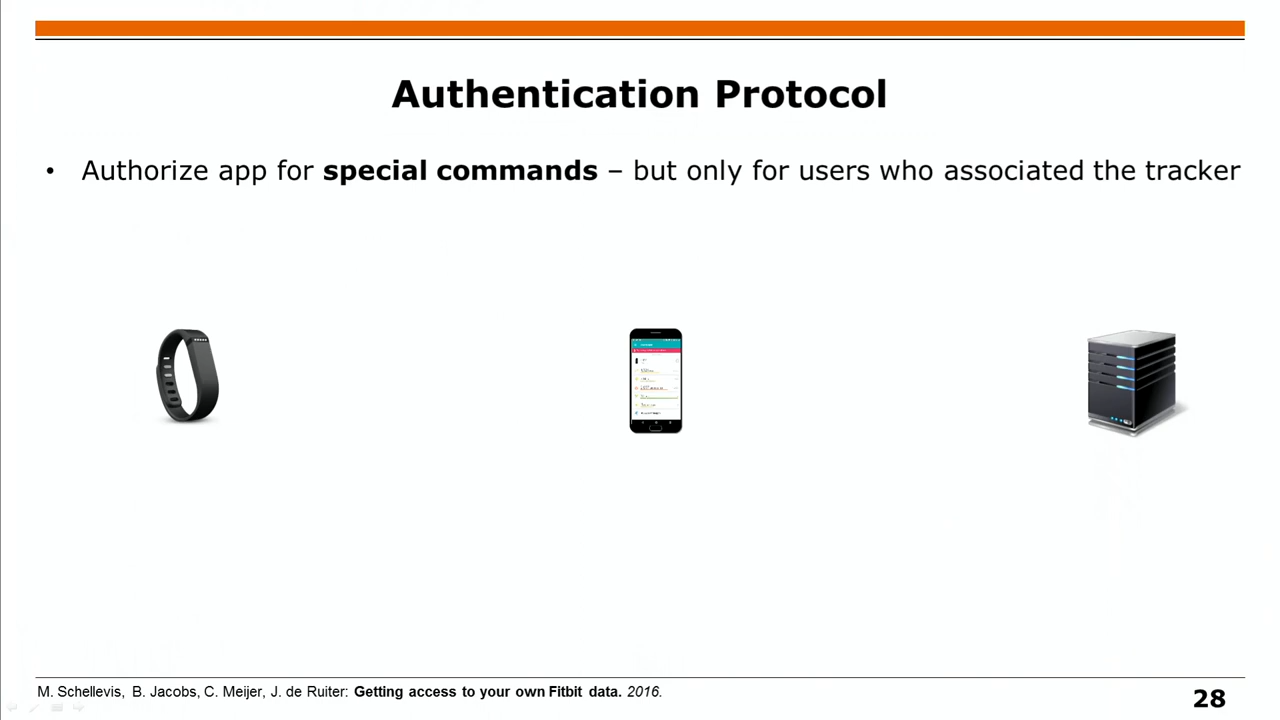 Authentication Protocol
• Authorize app for special commands – but only for users who associated the tracker
M. Schellevis, B. Jacobs, C. Meijer, J. de Ruiter: Getting access to your own Fitbit data. 2016.
28